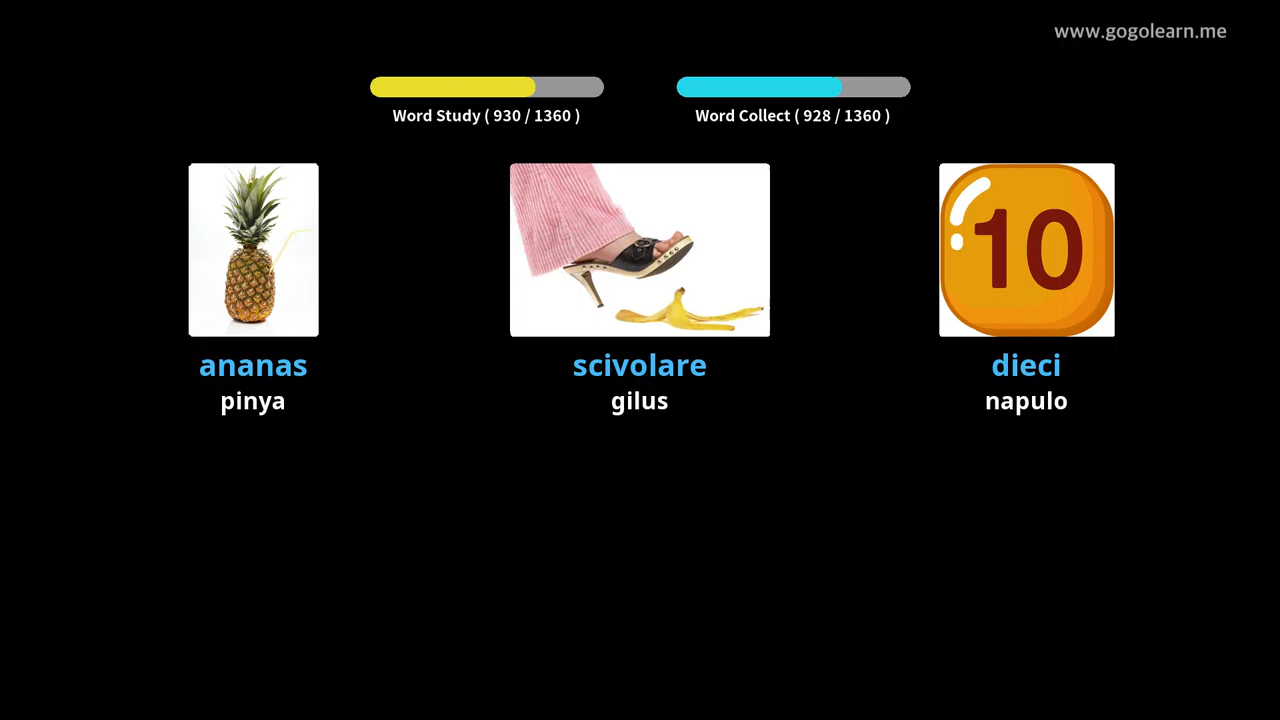 www.gogolearn.me
Word Study ( 930 / 1360 )
Word Collect ( 928 / 1360 )
10
ananas
pinya
scivolare
gilus
dieci
napulo